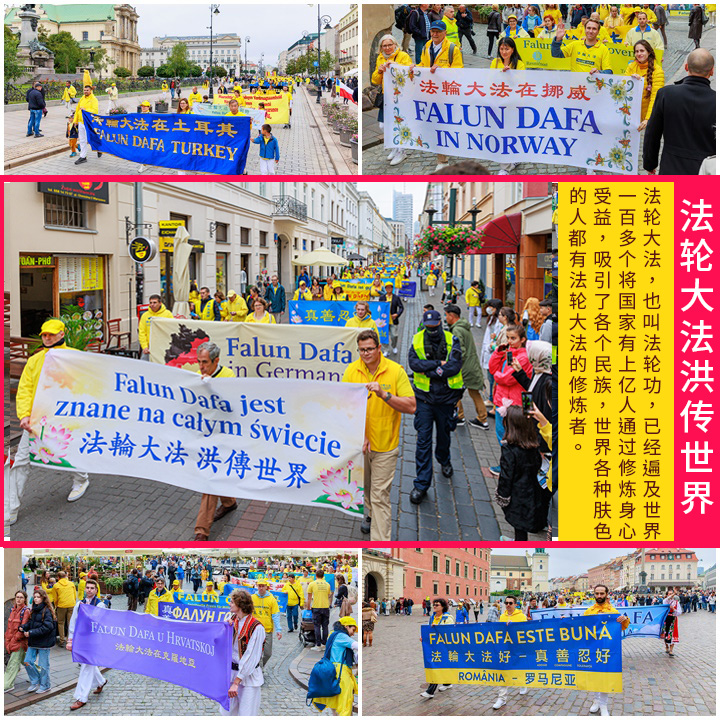 法輪大法在土耳其
FALUN DAFA TURKEY
法輪大法在挪威
FALUN DAFA
IN NORWAY
法轮大法洪传世界
法轮大法，也叫法轮功，已经遍及世界
一百多个将国家有上亿人通过修炼身心
受益，吸引了各个民族，世界各种肤色
的人都有法轮大法的修炼者。
真善忍
Falun Dafa
in German
Falun Dafa jest
znane na całym świecie
法輪大法 洪傳世界
FALUN DAFA U HRVATSKOJ
法輪大法在克羅地亞
FALUN DAFA ESTE BUNĂ
法輪大法好－真善忍好
ROMÂNIA - 罗马尼亚